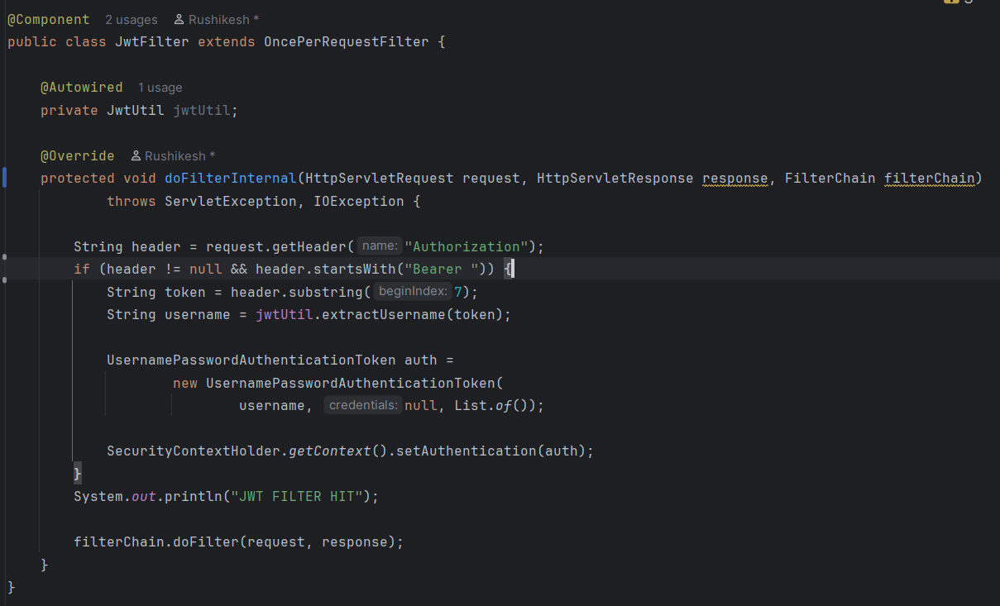 @Component 2 usages Rushikesh *
public class JwtFilter extends OncePerRequestFilter {
@Autowired 1 usage
private JwtUtil jwtUtil;
@Override Rushikesh *
protected void doFilterInternal(HttpServletRequest request, HttpServletResponse response, FilterChain filterChain)
throws ServletException, IOException {
String header = request.getHeader( name: "Authorization");
if (header != null && header.startsWith("Bearer ")) {
String token = header.substring( beginIndex: 7);
String username = jwtUtil.extractUsername(token);
UsernamePasswordAuthenticationToken auth =
new UsernamePasswordAuthenticationToken(
username, credentials: null, List.of());
SecurityContextHolder.getContext().setAuthentication(auth);
}
System.out.println("JWT FILTER HIT");
filterChain.doFilter(request, response);
}
}